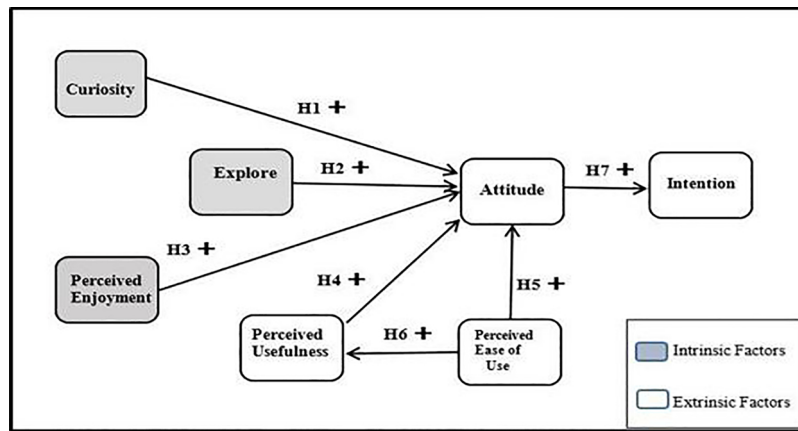 Curiosity
H1 +
Explore
H2 +
Attitude
H7 +
Intention
H3 +
Perceived
Enjoyment
H4 +
H5 +
Perceived
Usefulness
H6 +
Perceived
Ease of
Use
Intrinsic Factors
Extrinsic Factors